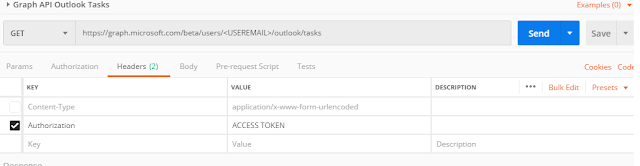 Graph API Outlook Tasks Examples (0)
GET https://graph.microsoft.com/beta/users/<USEREMAIL>/outlook/tasks Send Save
Params Authorization Headers (2) Body Pre-request Script Tests Cookies Code
KEY VALUE DESCRIPTION ••• Bulk Edit Presets
Content-Type application/x-www-form-urlencoded
Authorization ACCESS TOKEN
Key Value Description
Response